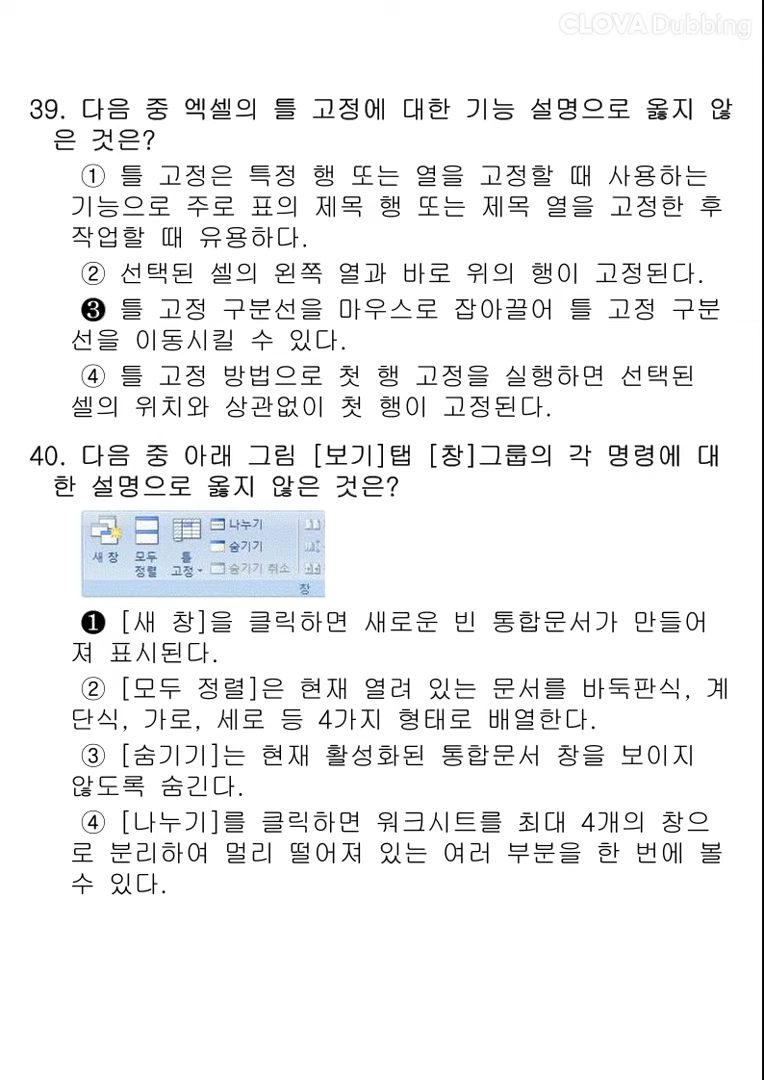 CLOVA Dubbing
39. 다음 중 엑셀의 틀 고정에 대한 기능 설명으로 옳지 않
은 것은?
① 틀 고정은 특정 행 또는 열을 고정할 때 사용하는
기능으로 주로 표의 제목 행 또는 제목 열을 고정한 후
작업할 때 유용하다.
② 선택된 셀의 왼쪽 열과 바로 위의 행이 고정된다.
❸ 틀 고정 구분선을 마우스로 잡아끌어 틀 고정 구분
선을 이동시킬 수 있다.
④ 틀 고정 방법으로 첫 행 고정을 실행하면 선택된
셀의 위치와 상관없이 첫 행이 고정된다.
40. 다음 중 아래 그림 [보기]탭 [창]그룹의 각 명령에 대
한 설명으로 옳지 않은 것은?
새 창 모두 정렬 틀 고정
나누기
숨기기
숨기기 취소
창
❶ [새 창]을 클릭하면 새로운 빈 통합문서가 만들어
져 표시된다.
② [모두 정렬]은 현재 열려 있는 문서를 바둑판식, 계
단식, 가로, 세로 등 4가지 형태로 배열한다.
③ [숨기기]는 현재 활성화된 통합문서 창을 보이지
않도록 숨긴다.
④ [나누기]를 클릭하면 워크시트를 최대 4개의 창으
로 분리하여 멀리 떨어져 있는 여러 부분을 한 번에 볼
수 있다.